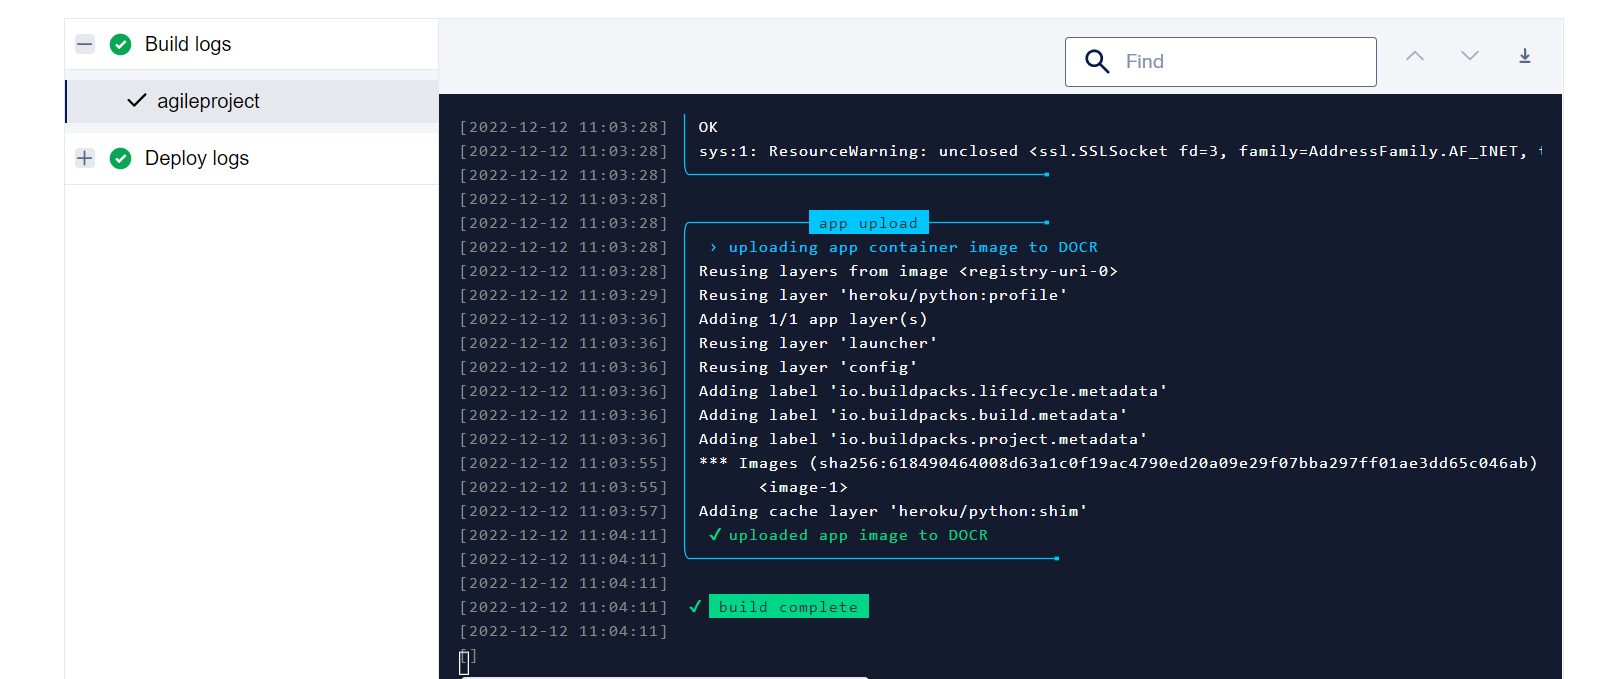 Build logs
agileproject
Deploy logs
Find
[2022-12-12 11:03:28] OK
[2022-12-12 11:03:28] sys:1: ResourceWarning: unclosed <ssl.SSLSocket fd=3, family=AddressFamily.AF_INET,
[2022-12-12 11:03:28]
[2022-12-12 11:03:28]
[2022-12-12 11:03:28] app upload
[2022-12-12 11:03:28] › uploading app container image to DOCR
[2022-12-12 11:03:28] Reusing layers from image <registry-uri-0>
[2022-12-12 11:03:29] Reusing layer 'heroku/python:profile'
[2022-12-12 11:03:36] Adding 1/1 app layer(s)
[2022-12-12 11:03:36] Reusing layer 'launcher'
[2022-12-12 11:03:36] Reusing layer 'config'
[2022-12-12 11:03:36] Adding label 'io.buildpacks.lifecycle.metadata'
[2022-12-12 11:03:36] Adding label 'io.buildpacks.build.metadata'
[2022-12-12 11:03:36] Adding label 'io.buildpacks.project.metadata'
[2022-12-12 11:03:55] *** Images (sha256:618490464008d63a1c0f19ac4790ed20a09e29f07bba297ff01ae3dd65c046ab)
[2022-12-12 11:03:55] <image-1>
[2022-12-12 11:03:57] Adding cache layer 'heroku/python:shim'
[2022-12-12 11:04:11] ✓ uploaded app image to DOCR
[2022-12-12 11:04:11]
[2022-12-12 11:04:11]
[2022-12-12 11:04:11] ✓ build complete
[2022-12-12 11:04:11]
[]